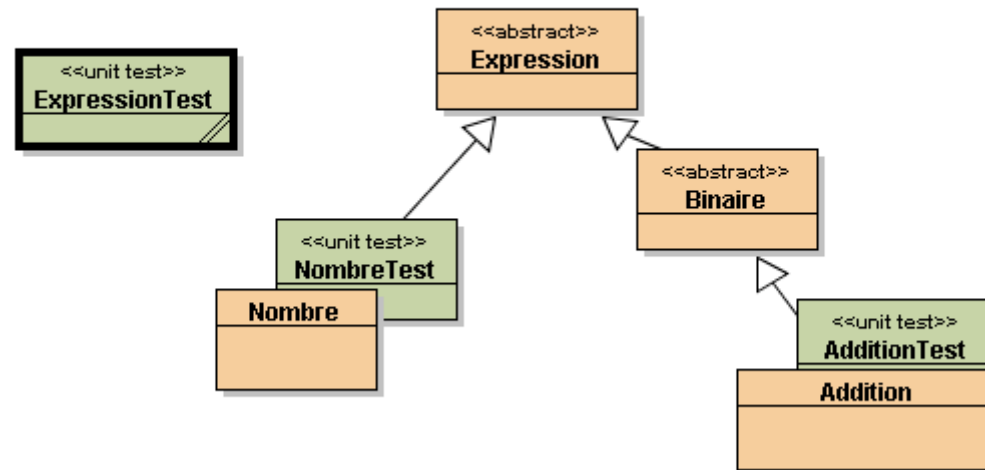 <<abstract>>
Expression
<<unit test>>
ExpressionTest
<<abstract>>
Binaire
<<unit test>>
NombreTest
Nombre
<<unit test>>
AdditionTest
Addition